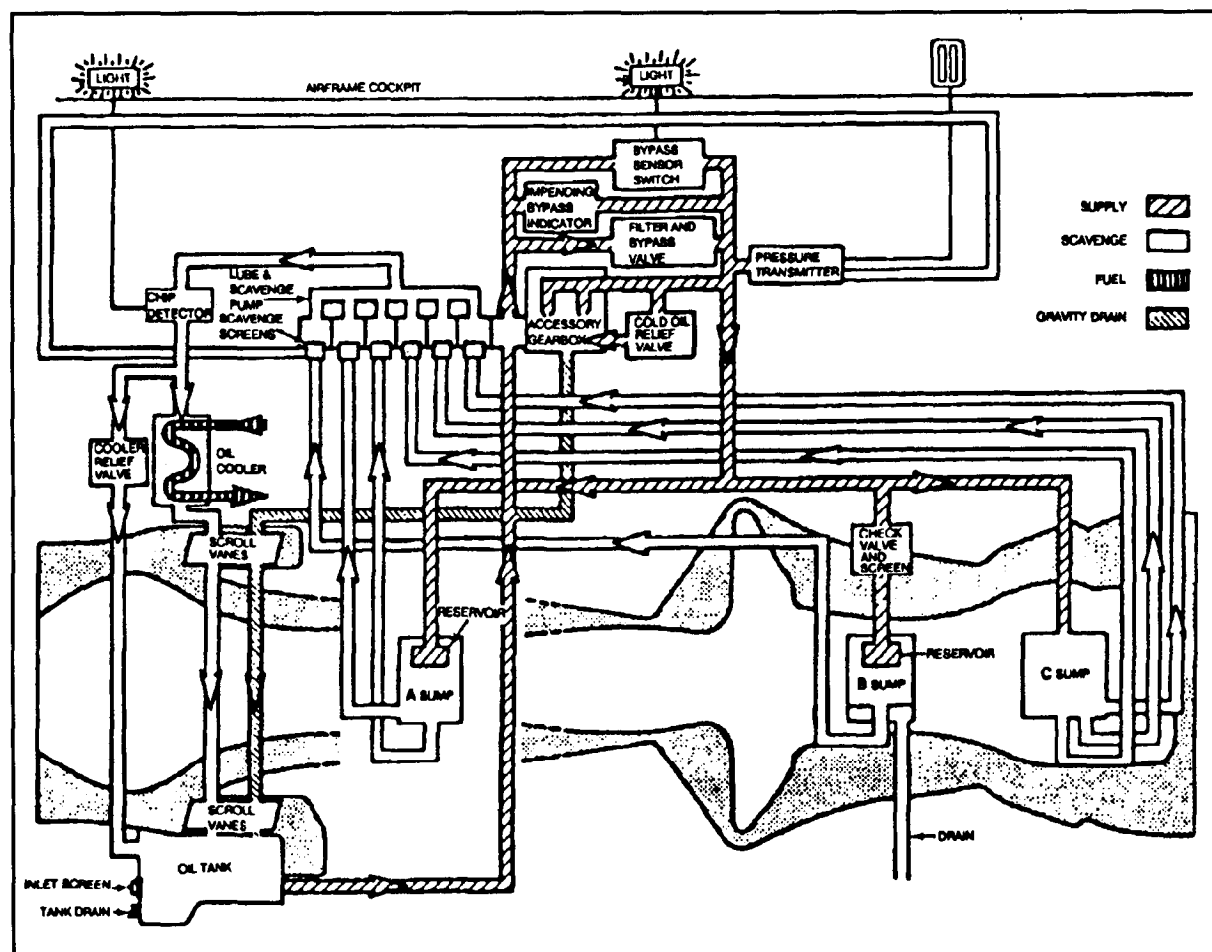 LIGHT
LIGHT
AIRFRAME COCKPIT
BYPASS
SENSOR
SWITCH
IMPENDING
BYPASS
INDICATOR
FILTER AND
BYPASS
VALVE
PRESSURE
TRANSMITTER
SUPPLY
SCAVENGE
FUEL
GRAVITY DRAIN
LUBE &
SCAVENGE
PUMP
SCAVENGE
SCREENS
CHIP
DETECTOR
ACCESSORY
GEARBOX
COLD OIL
RELIEF
VALVE
COOLER
RELIEF
VALVE
OIL
COOLER
SCROLL
VANES
CHECK
VALVE
AND
SCREEN
RESERVOIR
A SUMP
RESERVOIR
B SUMP
C SUMP
SCROLL
VANES
DRAIN
OIL TANK
INLET SCREEN
TANK DRAIN